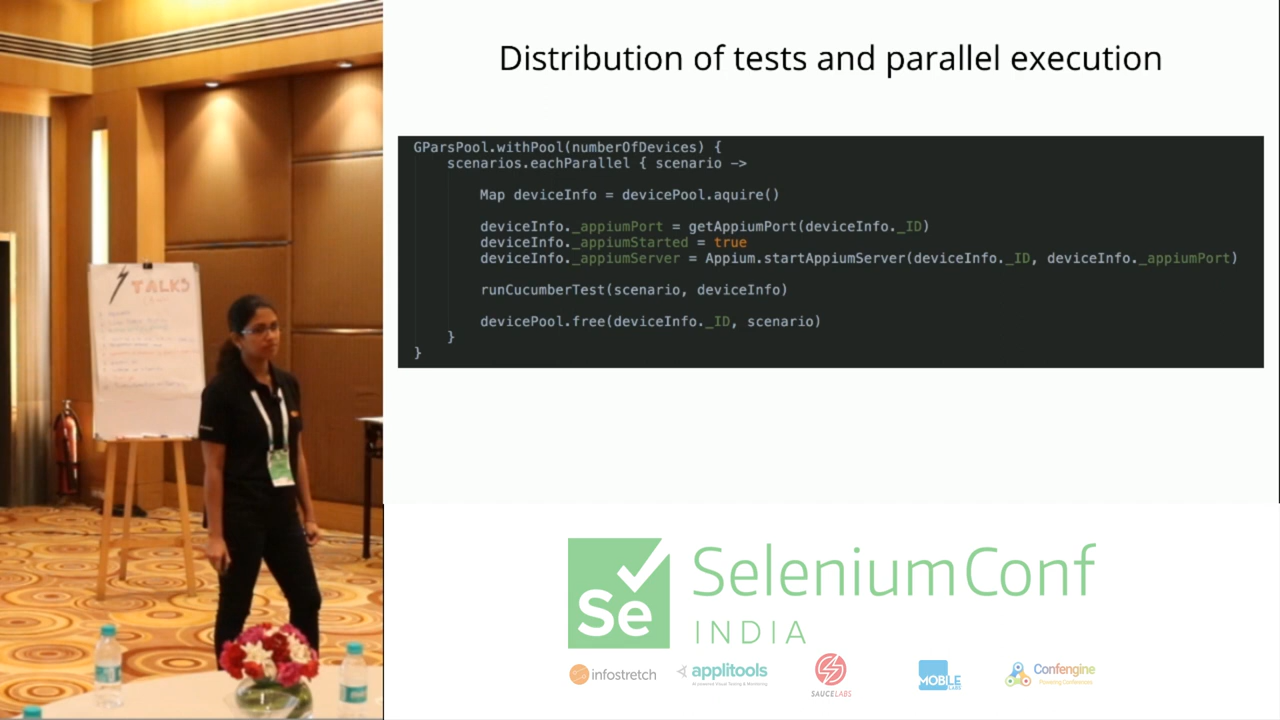 Distribution of tests and parallel execution
GParsPool.withPool(numberOfDevices) {
scenarios.eachParallel { scenario ->
Map deviceInfo = devicePool.aquire()
deviceInfo._appiumPort = getAppiumPort(deviceInfo._ID)
deviceInfo._appiumStarted = true
deviceInfo._appiumServer = Appium.startAppiumServer(deviceInfo._ID, deviceInfo._appiumPort)
runCucumberTest(scenario, deviceInfo)
devicePool.free(deviceInfo._ID, scenario)
}
}
TALKS
Se
SeleniumConf
INDIA
infostretch
applitools
SAUCELABS
MOBILE
LABS
Confengine
Powering Conferences